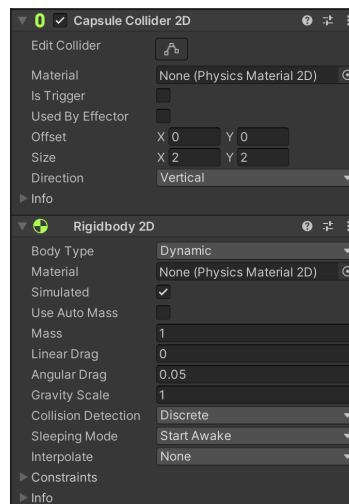 Capsule Collider 2D
Edit Collider
Material None (Physics Material 2D)
Is Trigger
Used By Effector
Offset X 0 Y 0
Size X 2 Y 2
Direction Vertical
Info
Rigidbody 2D
Body Type Dynamic
Material None (Physics Material 2D)
Simulated
Use Auto Mass
Mass 1
Linear Drag 0
Angular Drag 0.05
Gravity Scale 1
Collision Detection Discrete
Sleeping Mode Start Awake
Interpolate None
Constraints
Info